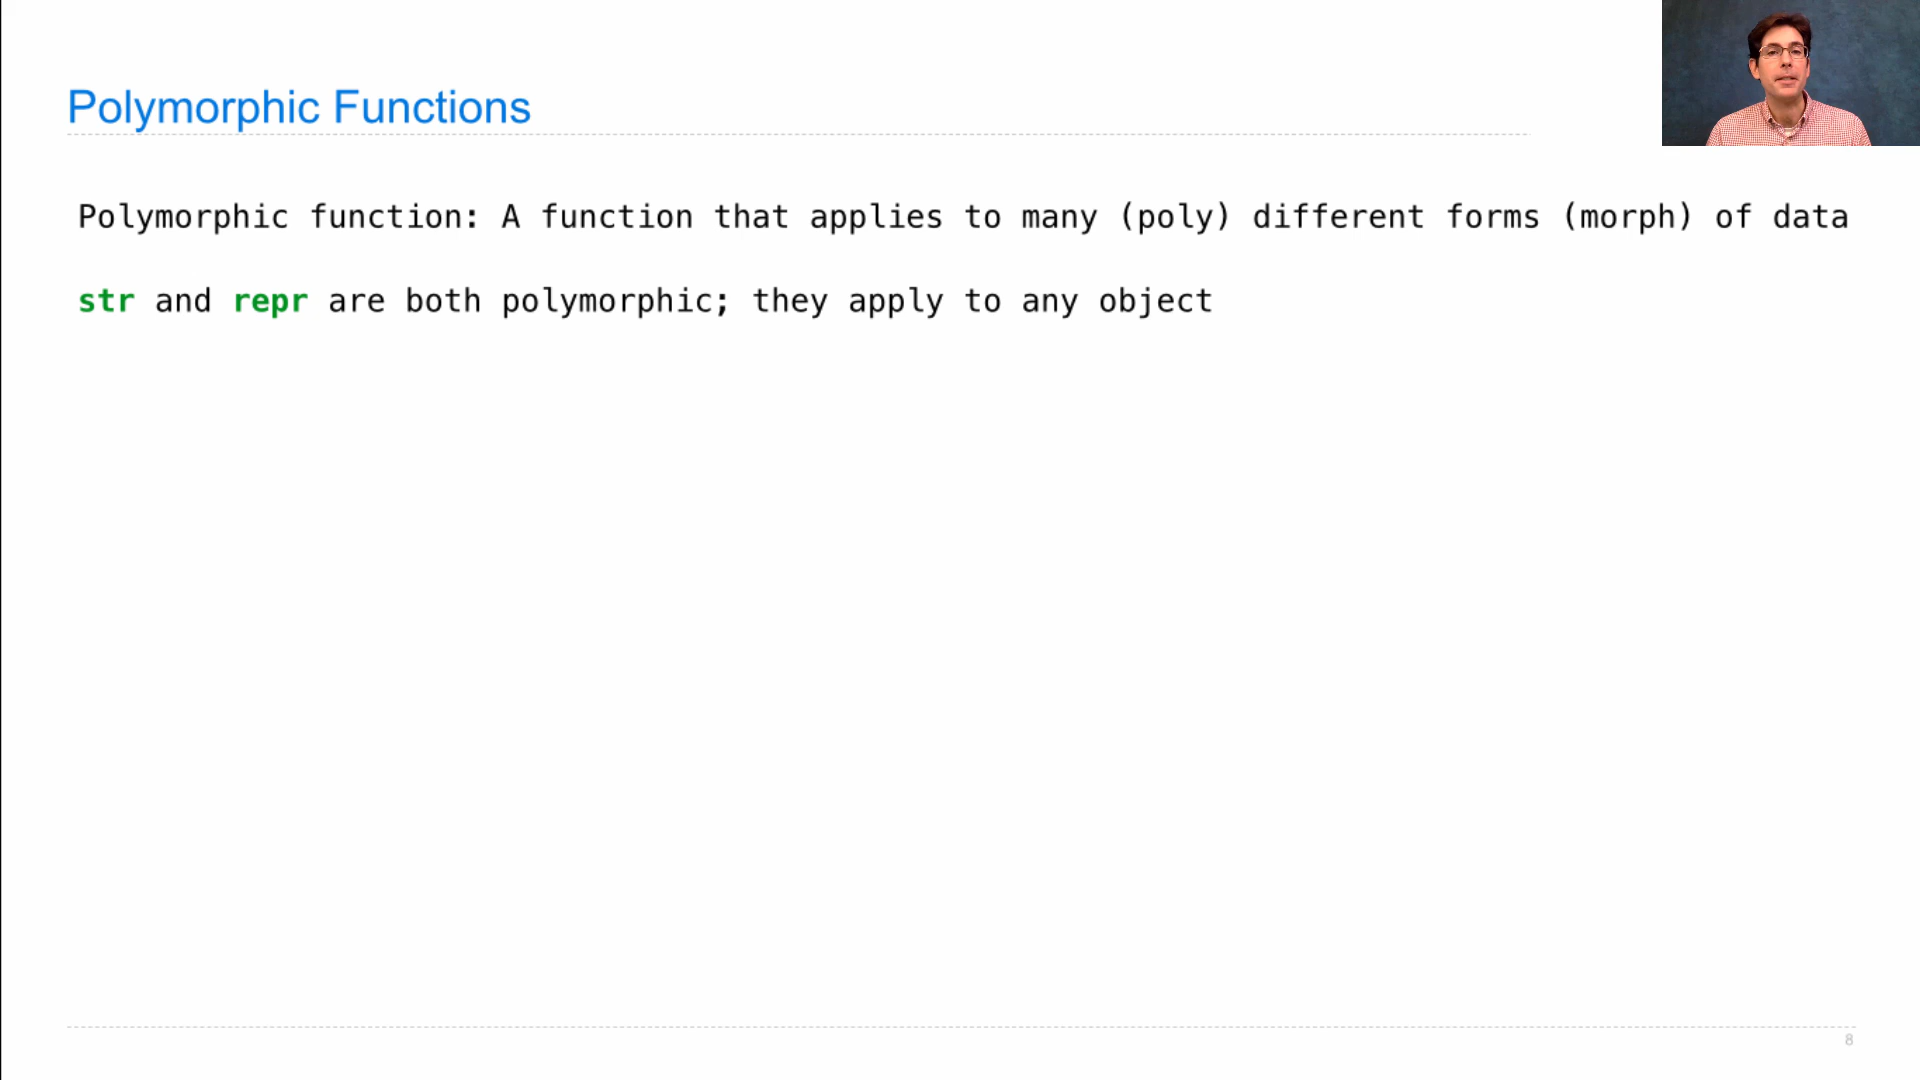 Polymorphic Functions
Polymorphic function: A function that applies to many (poly) different forms (morph) of data
str and repr are both polymorphic; they apply to any object
8